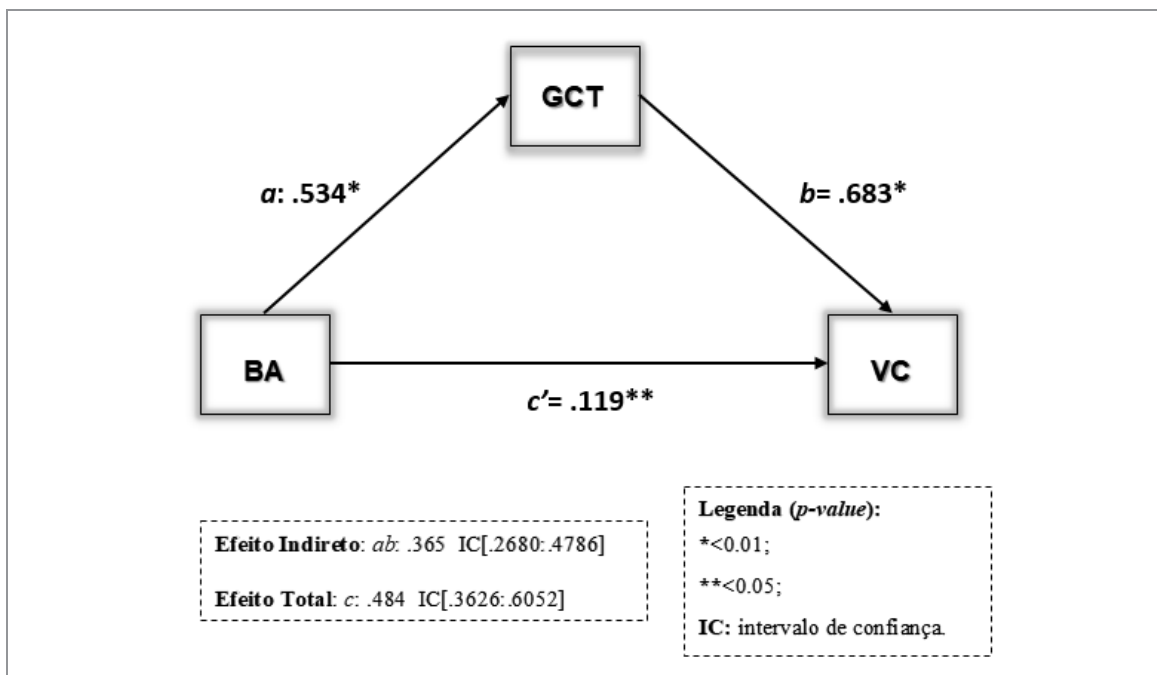 GCT
a: .534*
b= .683*
BA
VC
c'= .119**
Efeito Indireto: ab: .365 IC[.2680:.4786]
Efeito Total: c: .484 IC[.3626:.6052]
Legenda (p-value):
*<0.01;
**<0.05;
IC: intervalo de confiança.